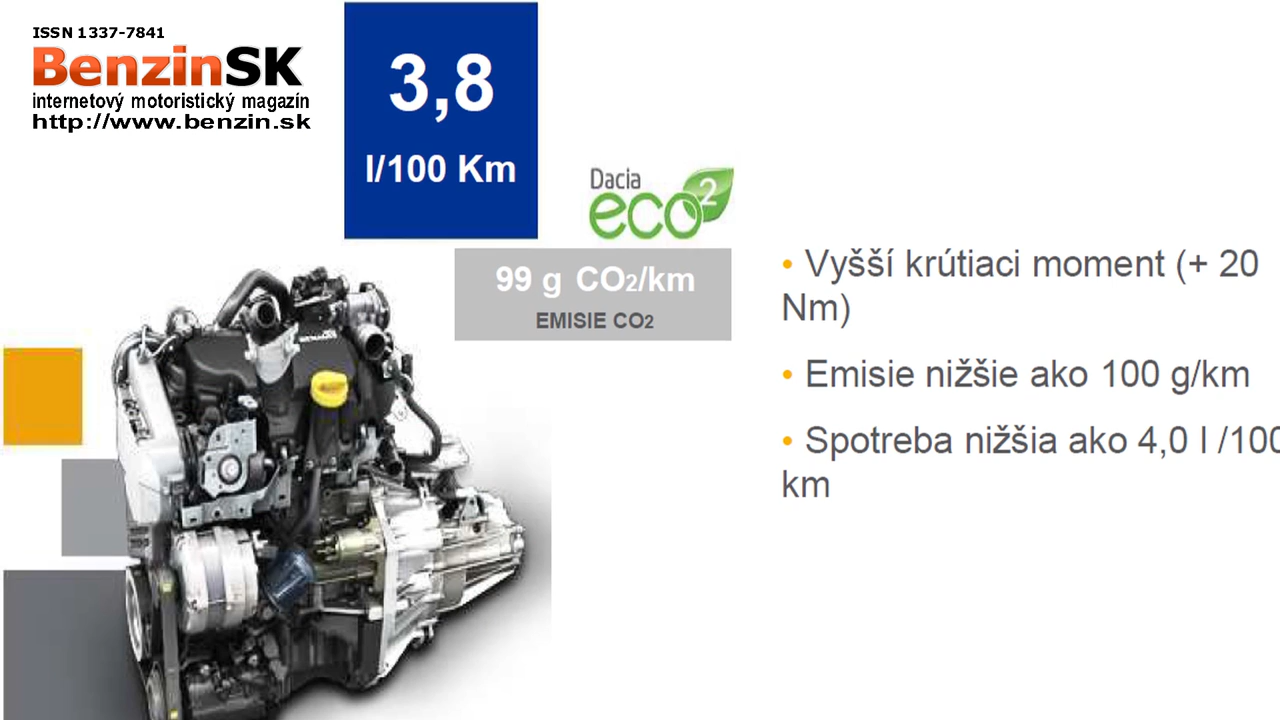 ISSN 1337-7841
BenzinSK
internetový motoristický magazín
http://www.benzin.sk
3,8
l/100 Km
Dacia
eco2
99 g CO2/km
EMISIE CO2
• Vyšší krútiaci moment (+ 20
Nm)
• Emisie nižšie ako 100 g/km
• Spotreba nižšia ako 4,0 l /100
km